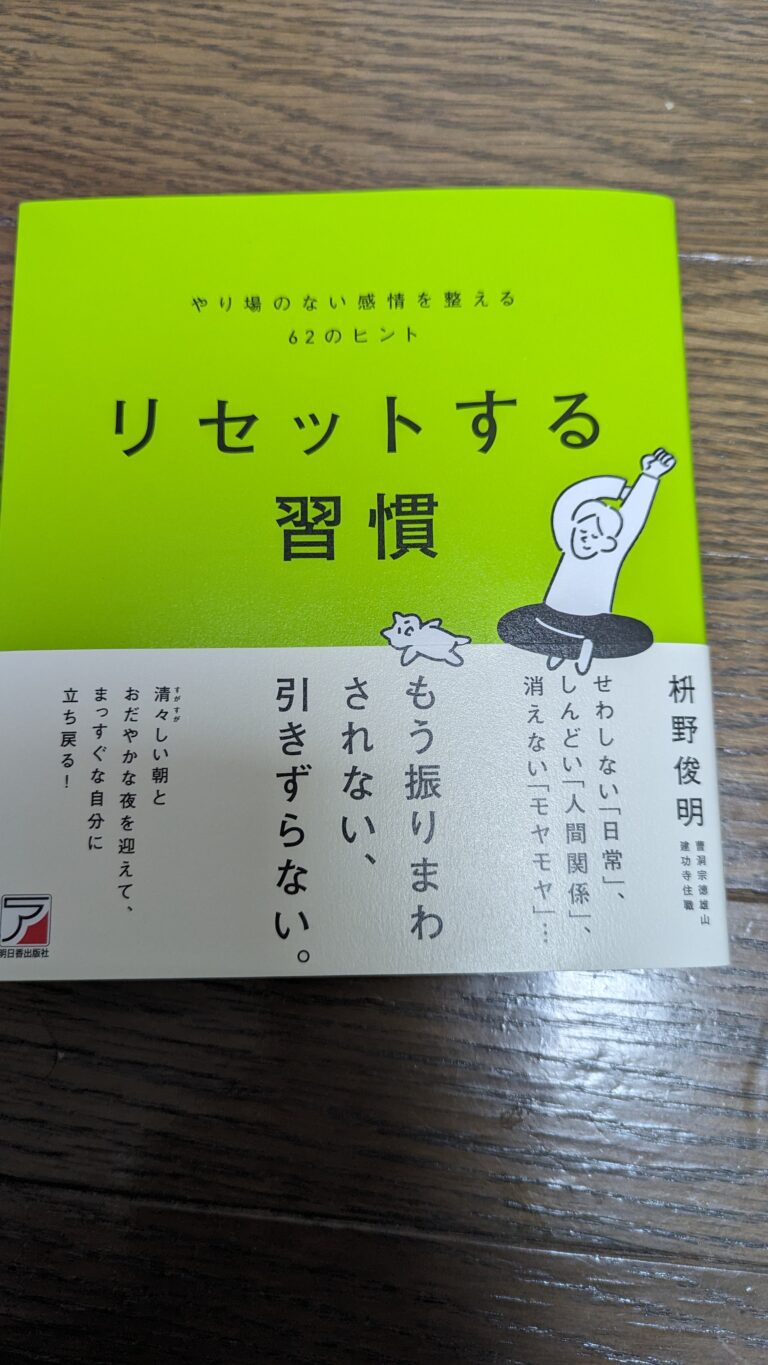 やり場のない感情を整える
62のヒント
リセットする
習慣
枡野俊明
曹洞宗徳雄山
建功寺住職
せわしない「日常」、
しんどい「人間関係」、
消えない「モヤモヤ」…
もう振りまわ
されない、
引きずらない。
すがすが
清々しい朝と
おだやかな夜を迎えて、
まっすぐな自分に
立ち戻る！
ア
明日香出版社